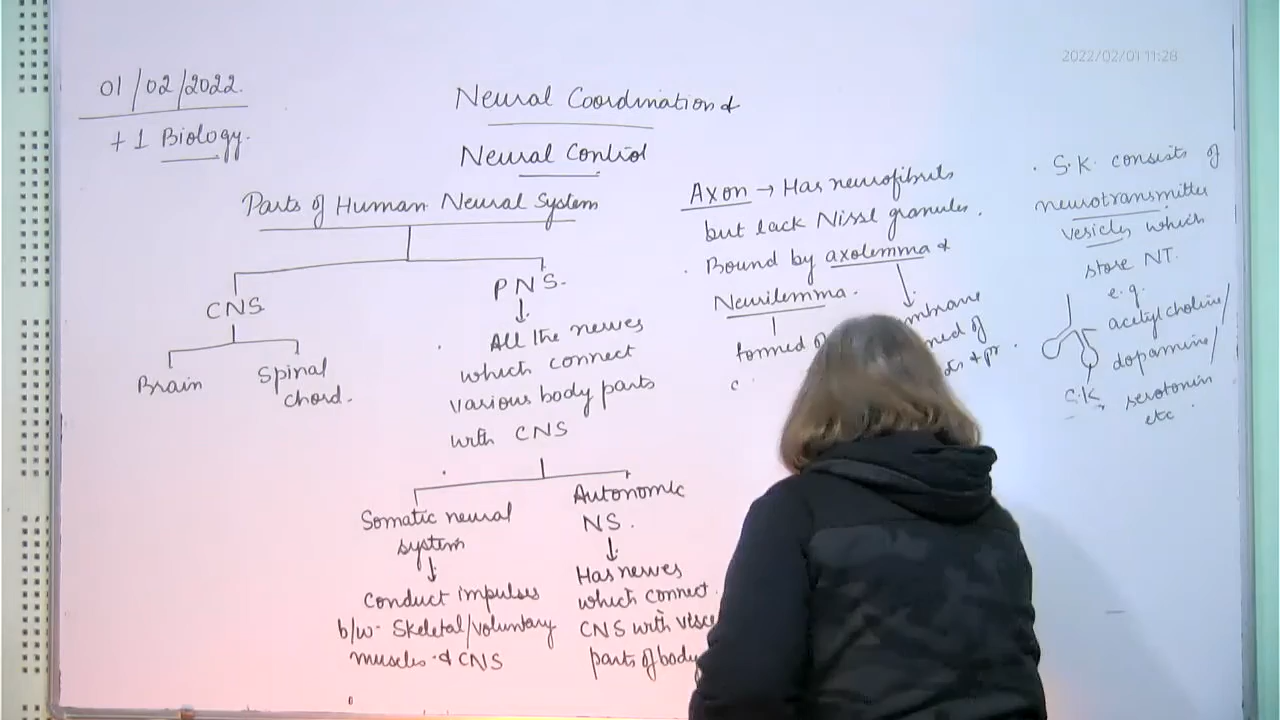 2022/02/01 11:28
01/02/2022.
+1 Biology.
Neural Coordination &
Neural Control
Parts of Human Neural System
CNS
Brain
Spinal
chord.
PNS.
All the nerves
which connect
various body parts
with CNS
Somatic neural
system
Conduct impulses
b/w skeletal/voluntary
muscles & CNS
Autonomic
NS.
Has nerves
which connect
CNS with
parts of body
Axon → Has neurofibrils
but lack Nissl granules.
. Bound by axolemma &
Neurilemma.
formed of
. S.K. consists of
neurotransmitter
vesicles which
store NT.
e.g.
acetylcholine/
dopamine/
serotonin
etc.
S.K